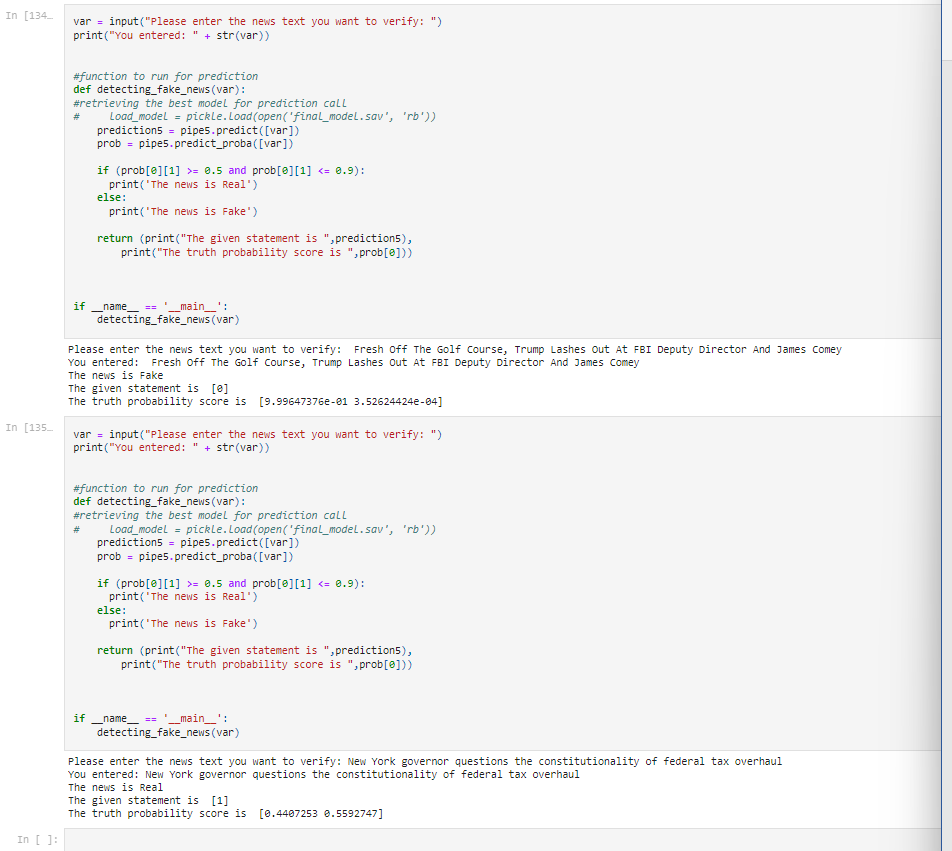 In [134…
var = input("Please enter the news text you want to verify: ")
print("You entered: " + str(var))
#function to run for prediction
def detecting_fake_news(var):
#retrieving the best model for prediction call
#    load_model = pickle.load(open('final_model.sav', 'rb'))
    prediction5 = pipe5.predict([var])
    prob = pipe5.predict_proba([var])
    if (prob[0][1] >= 0.5 and prob[0][1] <= 0.9):
      print('The news is Real')
    else:
      print('The news is Fake')
    return (print("The given statement is ",prediction5),
        print("The truth probability score is ",prob[0]))
if __name__ == '__main__':
    detecting_fake_news(var)
Please enter the news text you want to verify:  Fresh Off The Golf Course, Trump Lashes Out At FBI Deputy Director And James Comey
You entered:  Fresh Off The Golf Course, Trump Lashes Out At FBI Deputy Director And James Comey
The news is Fake
The given statement is  [0]
The truth probability score is  [9.99647376e-01 3.52624424e-04]
In [135…
var = input("Please enter the news text you want to verify: ")
print("You entered: " + str(var))
#function to run for prediction
def detecting_fake_news(var):
#retrieving the best model for prediction call
#    load_model = pickle.load(open('final_model.sav', 'rb'))
    prediction5 = pipe5.predict([var])
    prob = pipe5.predict_proba([var])
    if (prob[0][1] >= 0.5 and prob[0][1] <= 0.9):
      print('The news is Real')
    else:
      print('The news is Fake')
    return (print("The given statement is ",prediction5),
        print("The truth probability score is ",prob[0]))
if __name__ == '__main__':
    detecting_fake_news(var)
Please enter the news text you want to verify: New York governor questions the constitutionality of federal tax overhaul
You entered: New York governor questions the constitutionality of federal tax overhaul
The news is Real
The given statement is  [1]
The truth probability score is  [0.4407253 0.5592747]
In [ ]: